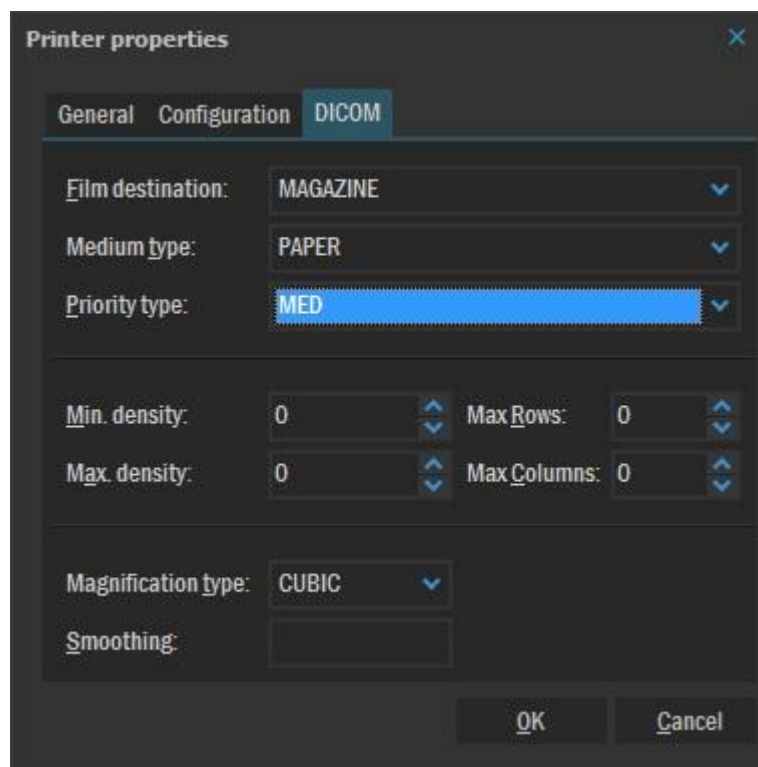 Printer properties
General Configuration DICOM
Film destination: MAGAZINE
Medium type: PAPER
Priority type: MED
Min. density: 0 Max Rows: 0
Max. density: 0 Max Columns: 0
Magnification type: CUBIC
Smoothing:
OK Cancel